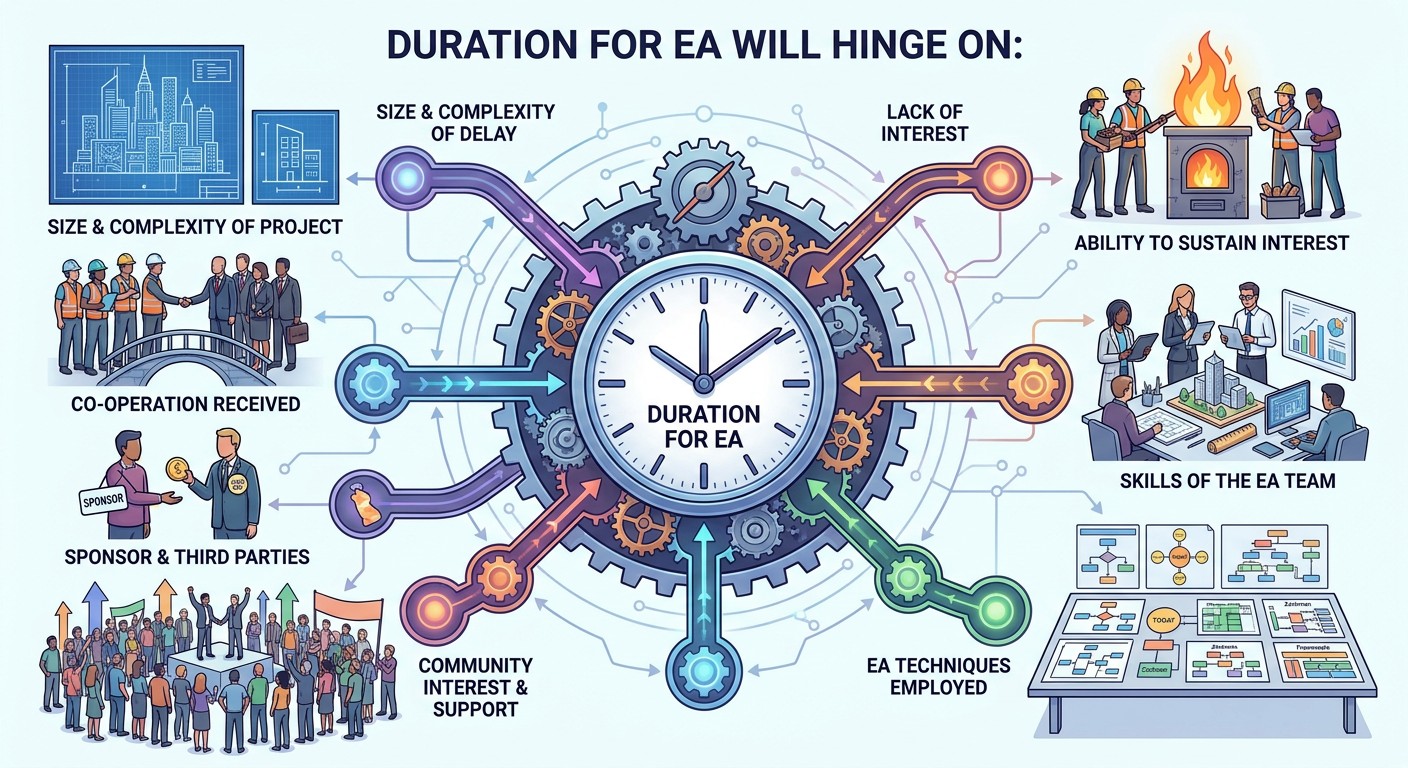 DURATION FOR EA WILL HINGE ON:
SIZE & COMPLEXITY
OF DELAY
LACK OF
INTEREST
SIZE & COMPLEXITY OF PROJECT
ABILITY TO SUSTAIN INTEREST
CO-OPERATION RECEIVED
DURATION
FOR EA
SPONSOR
SKILLS OF THE EA TEAM
SPONSOR & THIRD PARTIES
TODAY
COMMUNITY
INTEREST &
SUPPORT
EA TECHNIQUES
EMPLOYED